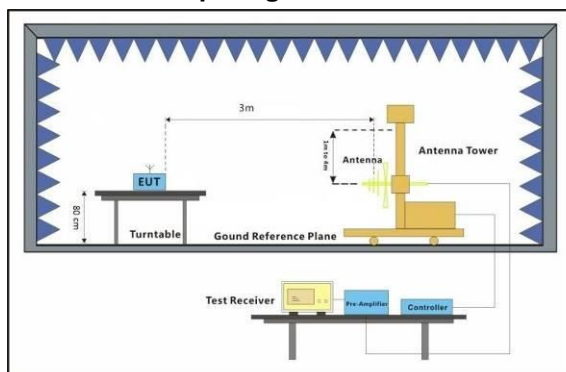 3m
1m to 4m
Antenna
Antenna Tower
EUT
80 cm
Turntable
Gound Reference Plane
Test Receiver
Pre-Amplifier
Controller